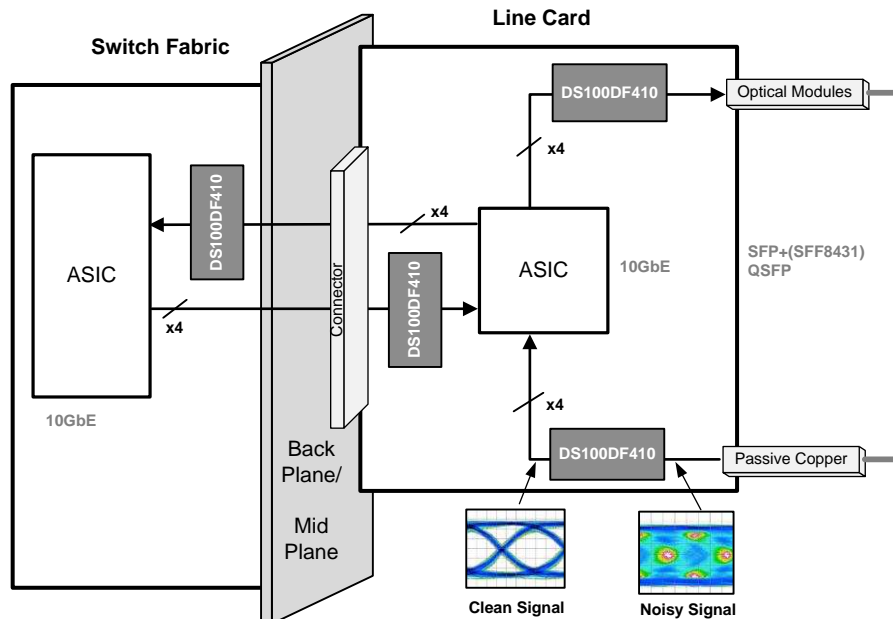 Switch Fabric
Line Card
DS100DF410
Optical Modules
x4
DS100DF410
x4
ASIC
ASIC
10GbE
SFP+(SFF8431)
QSFP
Connector
DS100DF410
x4
10GbE
x4
Back
Plane/
Mid
Plane
DS100DF410
Passive Copper
Clean Signal
Noisy Signal